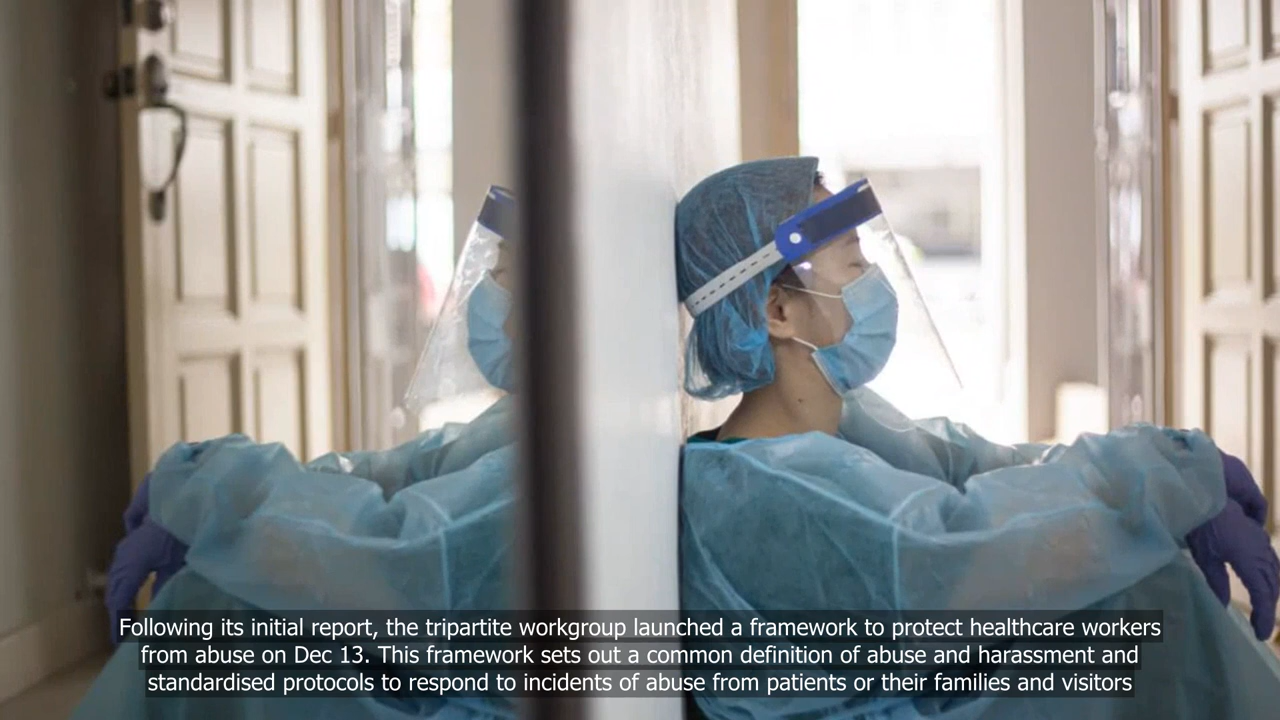 Following its initial report, the tripartite workgroup launched a framework to protect healthcare workers
from abuse on Dec 13. This framework sets out a common definition of abuse and harassment and
standardised protocols to respond to incidents of abuse from patients or their families and visitors